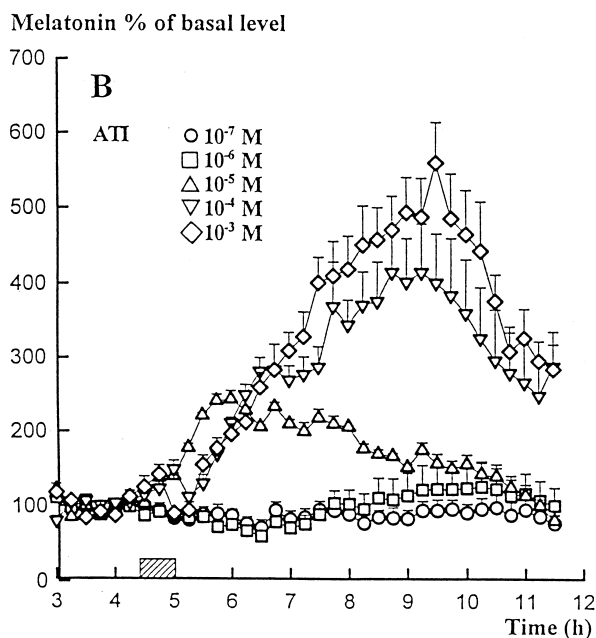 Melatonin % of basal level
700
B
600
ATI
10⁻⁷ M
10⁻⁶ M
10⁻⁵ M
10⁻⁴ M
10⁻³ M
500
400
300
200
100
0
3 4 5 6 7 8 9 10 11 12
Time (h)